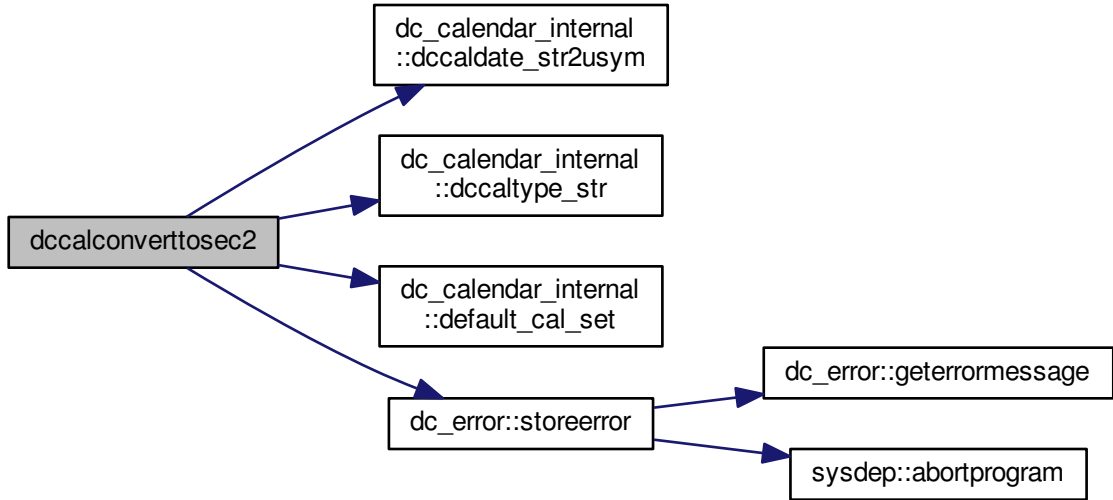 dc_calendar_internal
::dccaldate_str2usym
dc_calendar_internal
::dccaltype_str
dccalconverttosec2
dc_calendar_internal
::default_cal_set
dc_error::geterrormessage
dc_error::storeerror
sysdep::abortprogram